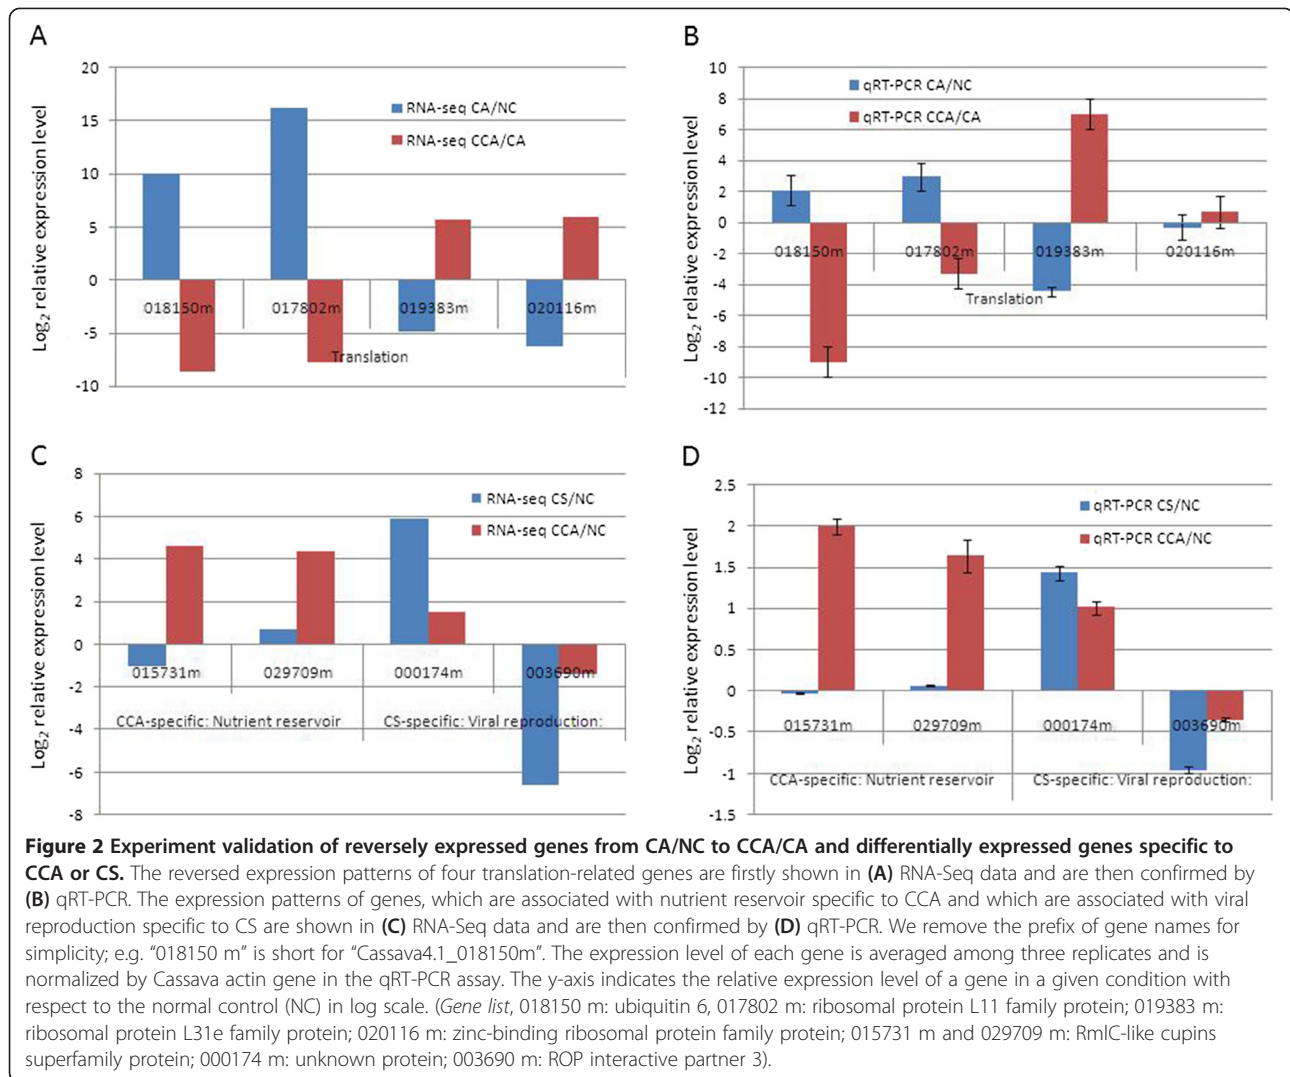 A
20
15
10
5
0
-5
-10
Log2 relative expression level
RNA-seq CA/NC
RNA-seq CCA/CA
018150m
017802m
019383m
020116m
Translation
B
10
8
6
4
2
0
-2
-4
-6
-8
-10
-12
Log2 relative expression level
qRT-PCR CA/NC
qRT-PCR CCA/CA
018150m
017802m
019383m
020116m
Translation
C
8
6
4
2
0
-2
-4
-6
-8
Log2 relative expression level
RNA-seq CS/NC
RNA-seq CCA/NC
015731m
029709m
000174m
003690m
CCA-specific: Nutrient reservoir
CS-specific: Viral reproduction:
D
2.5
2
1.5
1
0.5
0
-0.5
-1
-1.5
Log2 relative expression level
qRT-PCR CS/NC
qRT-PCR CCA/NC
015731m
029709m
000174m
003690m
CCA-specific: Nutrient reservoir
CS-specific: Viral reproduction:
Figure 2 Experiment validation of reversely expressed genes from CA/NC to CCA/CA and differentially expressed genes specific to
CCA or CS. The reversed expression patterns of four translation-related genes are firstly shown in (A) RNA-Seq data and are then confirmed by
(B) qRT-PCR. The expression patterns of genes, which are associated with nutrient reservoir specific to CCA and which are associated with viral
reproduction specific to CS are shown in (C) RNA-Seq data and are then confirmed by (D) qRT-PCR. We remove the prefix of gene names for
simplicity; e.g. “018150 m” is short for “Cassava4.1_018150m”. The expression level of each gene is averaged among three replicates and is
normalized by Cassava actin gene in the qRT-PCR assay. The y-axis indicates the relative expression level of a gene in a given condition with
respect to the normal control (NC) in log scale. (Gene list, 018150 m: ubiquitin 6, 017802 m: ribosomal protein L11 family protein; 019383 m:
ribosomal protein L31e family protein; 020116 m: zinc-binding ribosomal protein family protein; 015731 m and 029709 m: RmlC-like cupins
superfamily protein; 000174 m: unknown protein; 003690 m: ROP interactive partner 3).